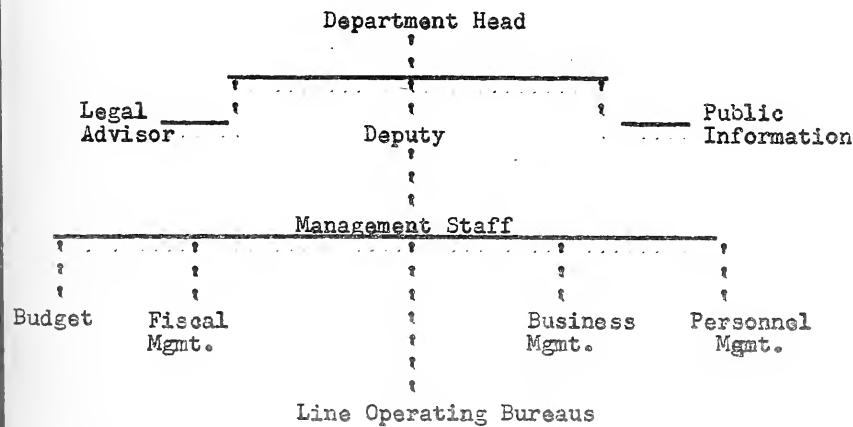 Department Head
Legal
Advisor
Deputy
Public
Information
Management Staff
Budget
Fiscal
Mgmt.
Business
Mgmt.
Personnel
Mgmt.
Line Operating Bureaus